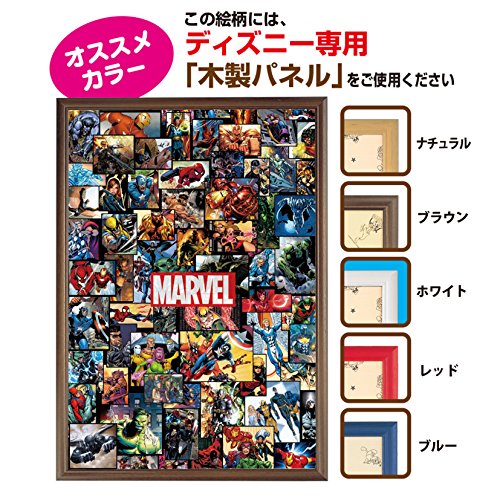 オススメ
カラー
この絵柄には、
ディズニー専用
「木製パネル」をご使用ください
MARVEL
ナチュラル
ブラウン
ホワイト
レッド
ブルー